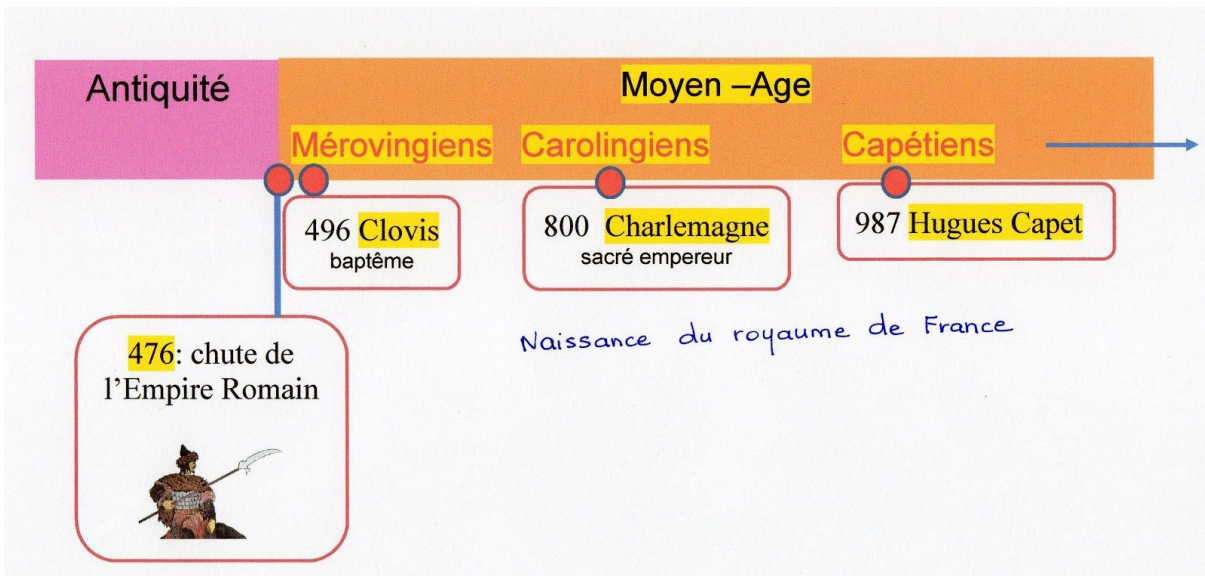 Antiquité
Moyen –Age
Mérovingiens Carolingiens Capétiens
496 Clovis
baptême
800 Charlemagne
sacré empereur
987 Hugues Capet
Naissance du royaume de France
476: chute de
l'Empire Romain